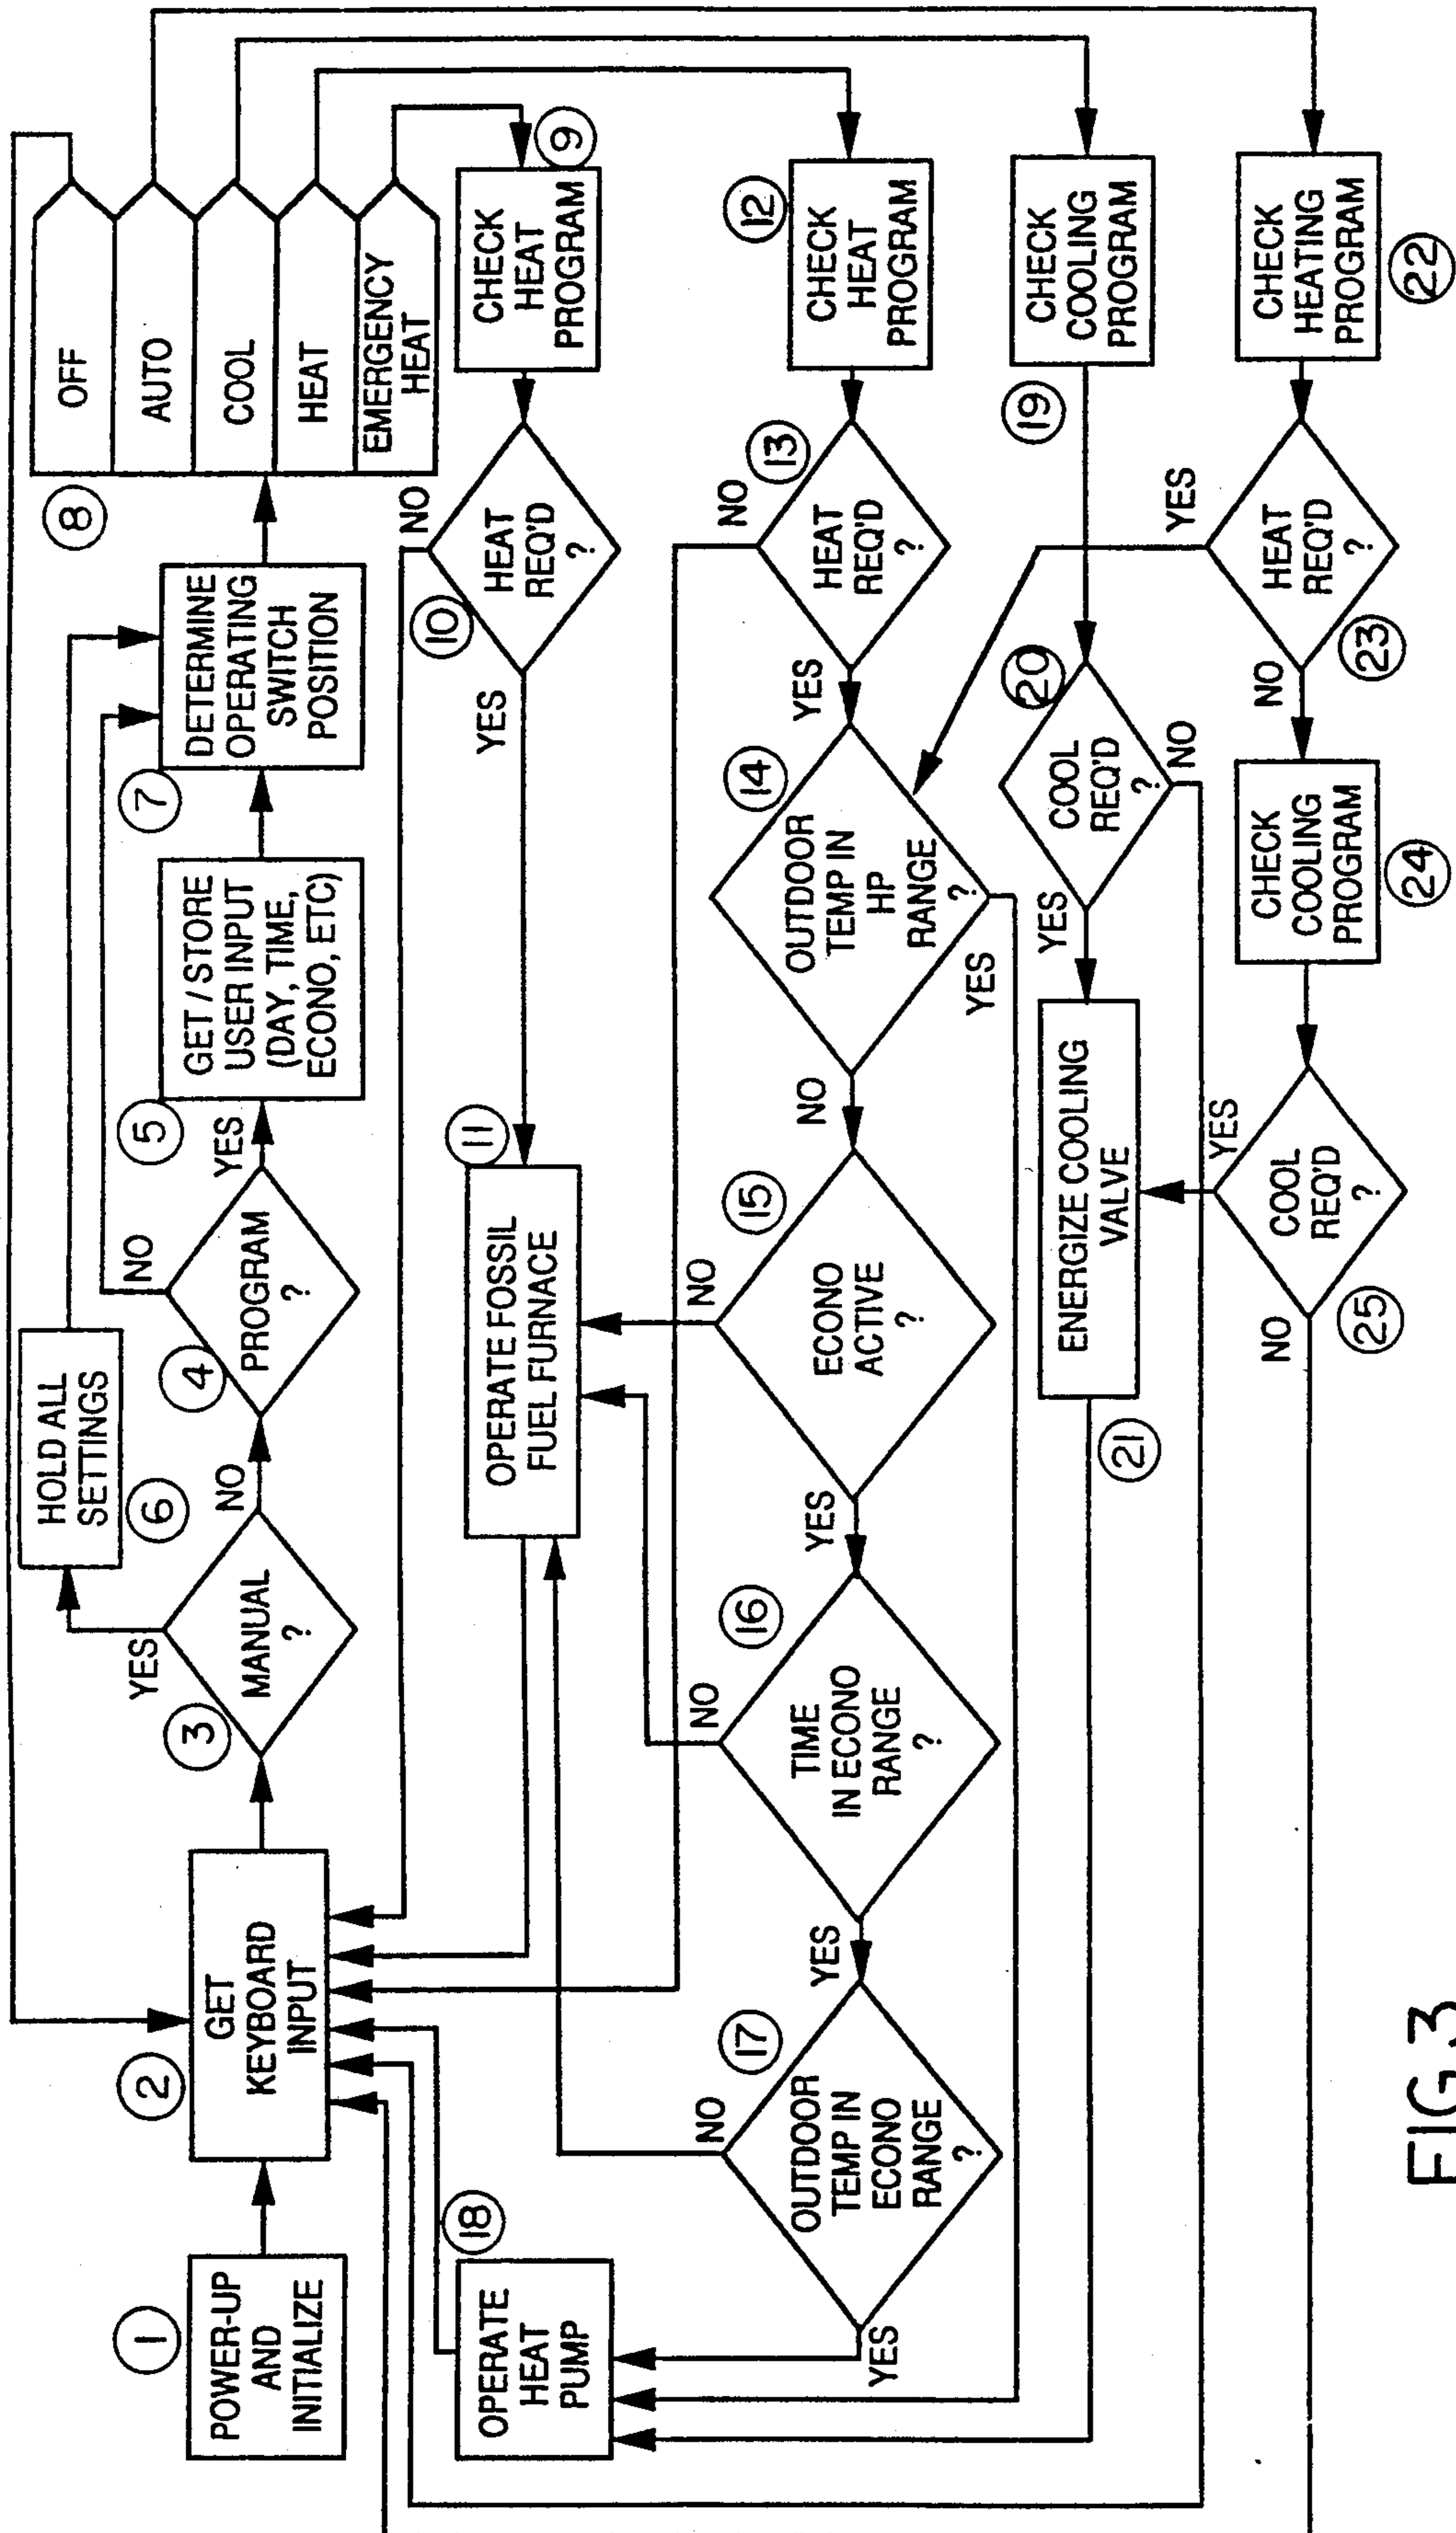 1
POWER-UP
AND
INITIALIZE
2
GET
KEYBOARD
INPUT
3
MANUAL
?
YES
NO
6
HOLD ALL
SETTINGS
4
PROGRAM
?
NO
YES
5
GET / STORE
USER INPUT
(DAY, TIME,
ECONO, ETC)
7
DETERMINE
OPERATING
SWITCH
POSITION
8
OFF
AUTO
COOL
HEAT
EMERGENCY
HEAT
9
CHECK
HEAT
PROGRAM
10
HEAT
REQ'D
?
NO
YES
11
OPERATE FOSSIL
FUEL FURNACE
12
CHECK
HEAT
PROGRAM
13
HEAT
REQ'D
?
NO
YES
14
OUTDOOR
TEMP IN
HP
RANGE
?
YES
NO
15
ECONO
ACTIVE
?
NO
YES
16
TIME
IN ECONO
RANGE
?
NO
YES
17
OUTDOOR
TEMP IN
ECONO
RANGE
?
NO
YES
18
OPERATE
HEAT
PUMP
19
CHECK
COOLING
PROGRAM
20
COOL
REQ'D
?
YES
NO
21
ENERGIZE COOLING
VALVE
22
CHECK
HEATING
PROGRAM
23
HEAT
REQ'D
?
YES
NO
24
CHECK
COOLING
PROGRAM
25
COOL
REQ'D
?
YES
NO
FIG.3